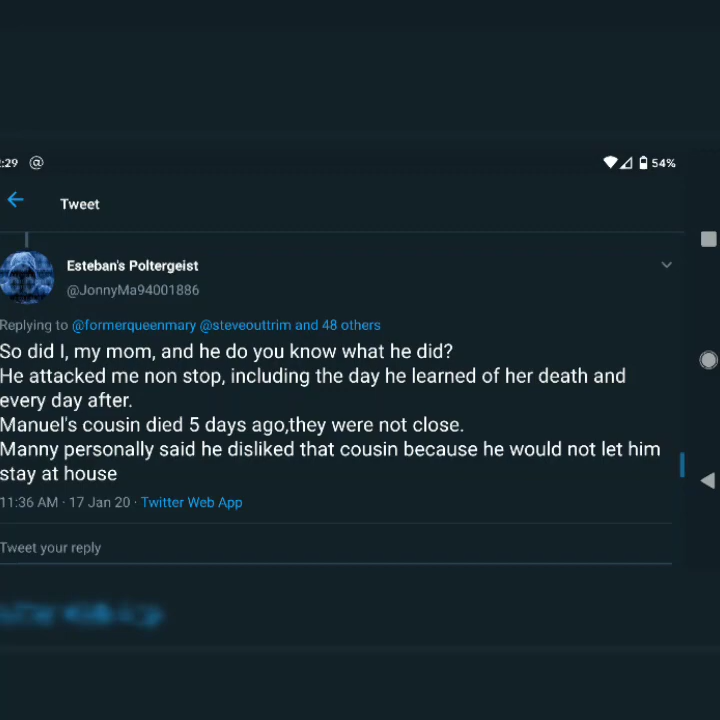 :29 @ 54%
Tweet
Esteban's Poltergeist
@JonnyMa94001886
Replying to @formerqueenmary @steveouttrim and 48 others
So did I, my mom, and he do you know what he did?
He attacked me non stop, including the day he learned of her death and
every day after.
Manuel's cousin died 5 days ago,they were not close.
Manny personally said he disliked that cousin because he would not let him
stay at house
11:36 AM · 17 Jan 20 · Twitter Web App
Tweet your reply